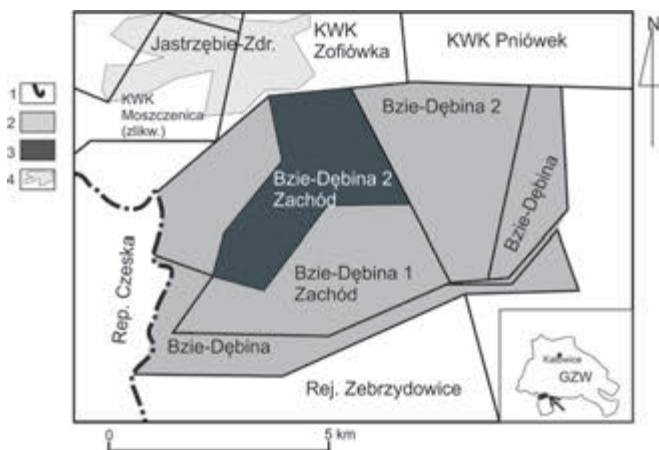 Jastrzębie-Zdr.
KWK
Zofiówka
KWK Pniówek
N
1
2
3
4
KWK
Moszczenica
(zlikw.)
Bzie-Dębina 2
Bzie-Dębina 2
Zachód
Bzie-Dębina
Bzie-Dębina 1
Zachód
Rep. Czeska
Bzie-Dębina
Rej. Zebrzydowice
Katowice
GZW
0
5 km